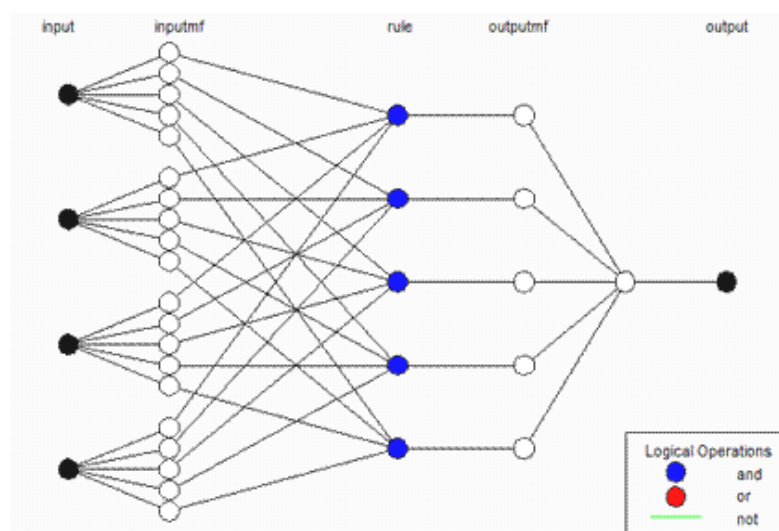 input inputmf rule outputmf output
Logical Operations
and
or
not